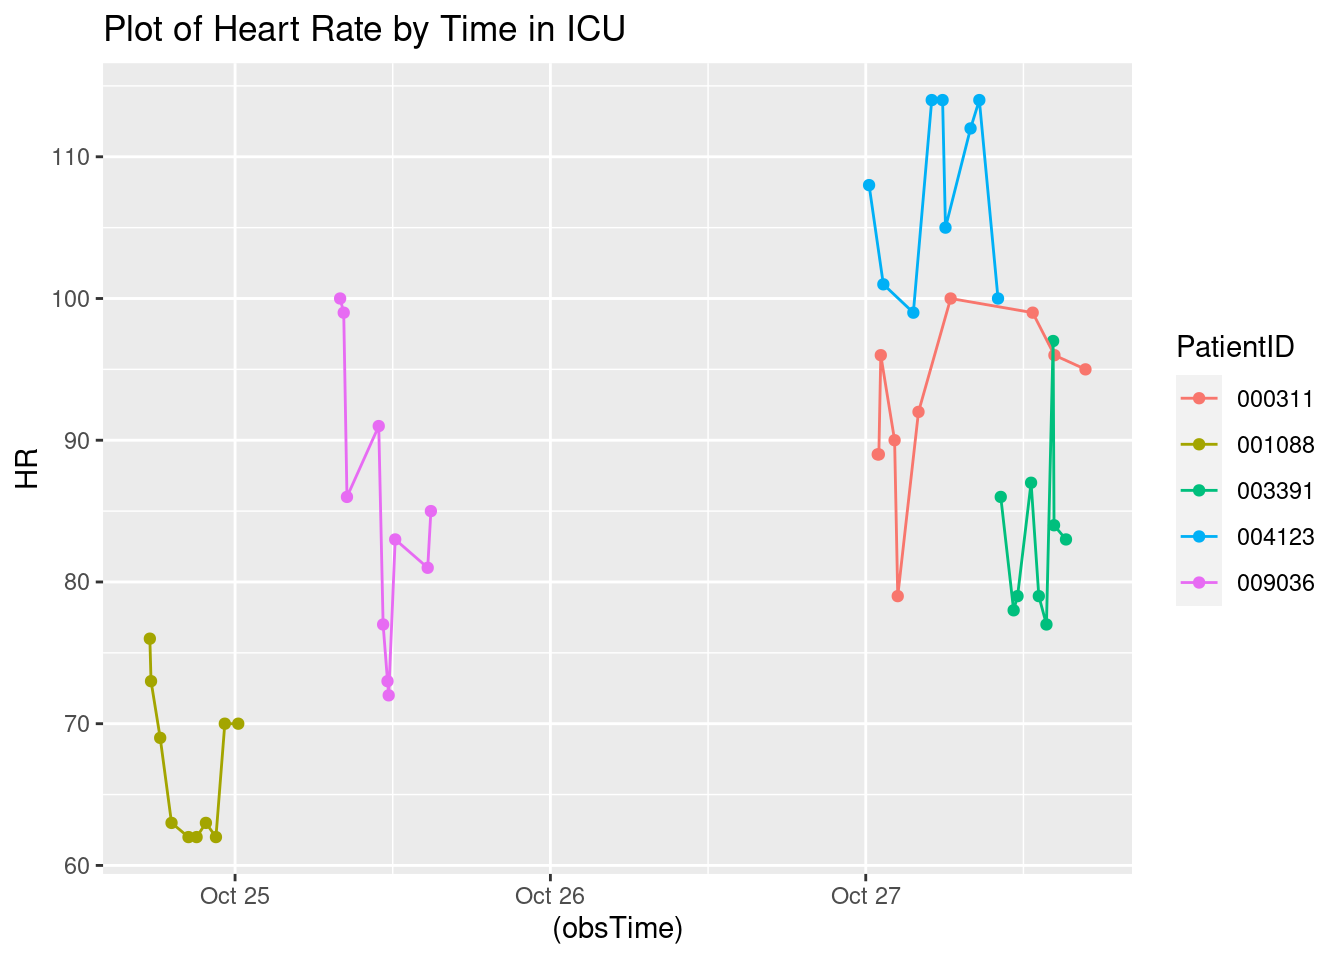 Plot of Heart Rate by Time in ICU
110
100
90
80
70
60
HR
Oct 25
Oct 26
Oct 27
(obsTime)
PatientID
000311
001088
003391
004123
009036